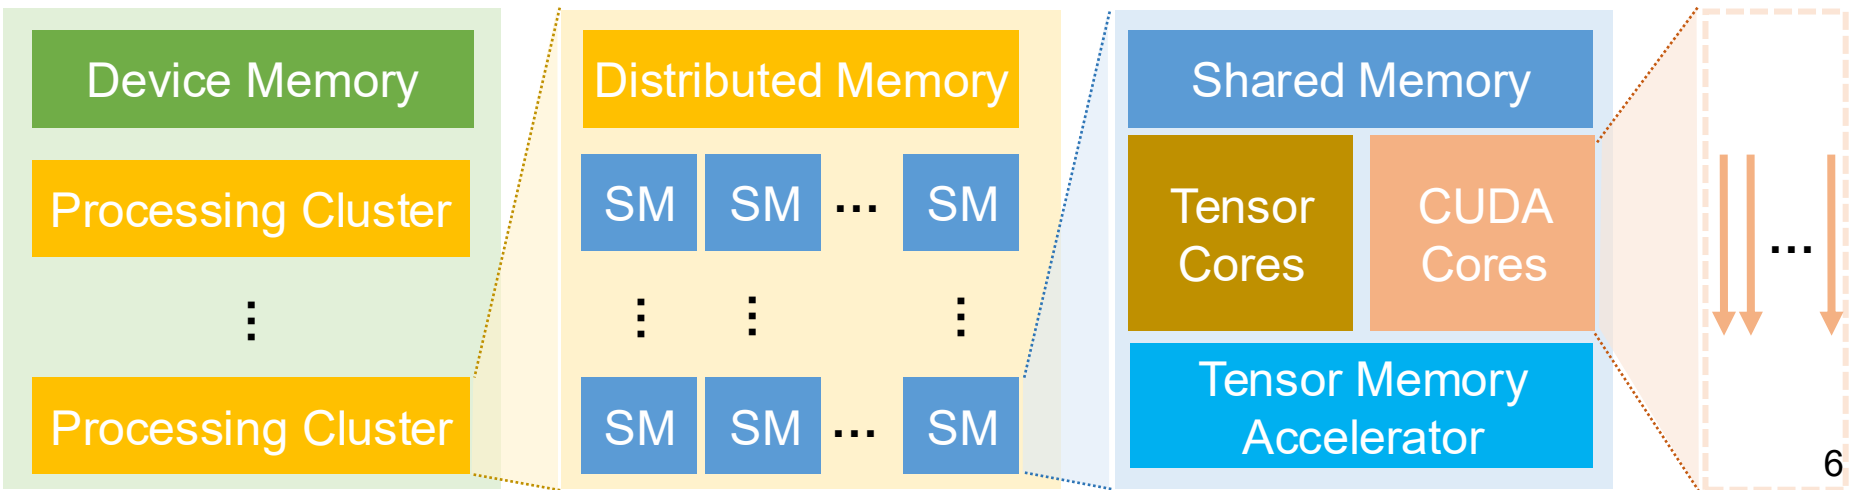 Device Memory
Processing Cluster
⋮
Processing Cluster
Distributed Memory
SM SM ... SM
⋮ ⋮ ⋮
SM SM ... SM
Shared Memory
Tensor
Cores
CUDA
Cores
Tensor Memory
Accelerator
...
6